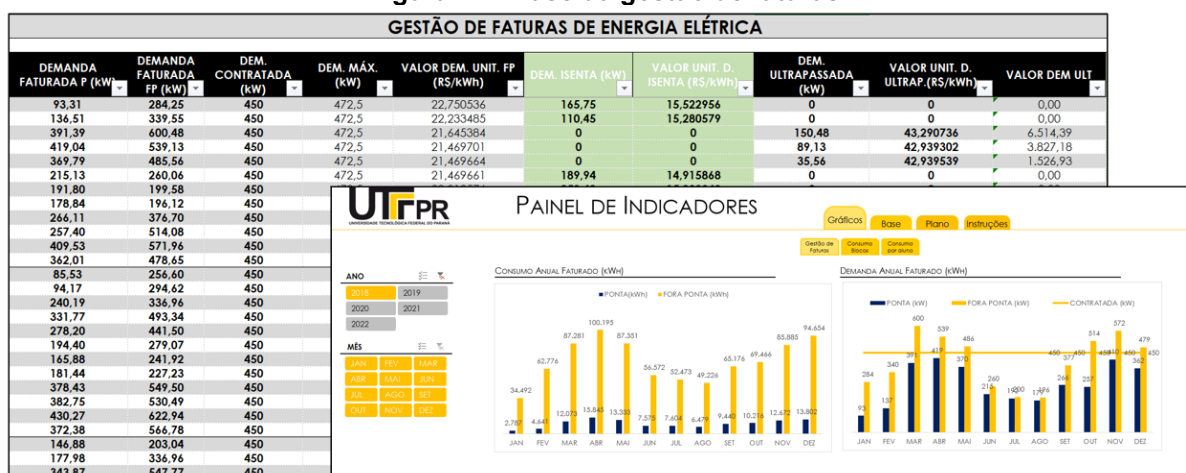 GESTÃO DE FATURAS DE ENERGIA ELÉTRICA
DEMANDA FATURADA P (KW)
DEMANDA FATURADA FP (kW)
DEM. CONTRATADA (kW)
DEM. MÁX. (kW)
VALOR DEM. UNIT. FP (R$/kWh)
DEM. ISENTA (kW)
VALOR UNIT. D. ISENTA (R$/kWh)
DEM. ULTRAPASSADA (kW)
VALOR UNIT. D. ULTRAP.(R$/kWh)
VALOR DEM ULT
93,31 284,25 450 472,5 22,750536 165,75 15,522956 0 0 0,00
136,51 339,55 450 472,5 22,233485 110,45 15,280579 0 0 0,00
391,39 600,48 450 472,5 21,645384 0 0 150,48 43,290736 6.514,39
419,04 539,13 450 472,5 21,469701 0 0 89,13 42,939302 3.827,18
369,79 485,56 450 472,5 21,469664 0 0 35,56 42,939539 1.526,93
215,13 260,06 450 472,5 21,469661 189,94 14,915868 0 0 0,00
191,80 199,58 450
178,84 196,12 450
266,11 376,70 450
257,40 514,08 450
409,53 571,96 450
362,01 478,65 450
85,53 256,60 450
94,17 294,62 450
240,19 336,96 450
331,77 493,34 450
278,20 441,50 450
194,40 279,07 450
165,88 241,92 450
181,44 227,23 450
378,43 549,50 450
382,75 530,49 450
430,27 622,94 450
372,38 566,78 450
146,88 203,04 450
177,98 336,96 450
343,87 547,77 450
UTFPR
UNIVERSIDADE TECNOLÓGICA FEDERAL DO PARANÁ
PAINEL DE INDICADORES
Gráficos Base Plano Instruções
Gestão de Faturas
Consumo Blocos
Consumo por aluno
ANO
2018 2019
2020 2021
2022
MÊS
JAN FEV MAR
ABR MAI JUN
JUL AGO SET
OUT NOV DEZ
CONSUMO ANUAL FATURADO (KWH)
PONTA(kWh) FORA PONTA (kWh)
34.492 62.776 87.281 100.195 87.351 56.572 52.473 49.226 65.176 69.466 85.885 94.654
2.787 4.641 12.073 15.845 13.333 7.575 7.604 6.479 9.440 10.216 12.672 13.802
JAN FEV MAR ABR MAI JUN JUL AGO SET OUT NOV DEZ
DEMANDA ANUAL FATURADO (KWH)
PONTA (kW) FORA PONTA (kW) CONTRATADA (kW)
284 340 600 539 486 260 200 196 377 514 572 479
93 137 391 419 370 215 192 179 266 257 410 362
450 450 450 450
JAN FEV MAR ABR MAI JUN JUL AGO SET OUT NOV DEZ